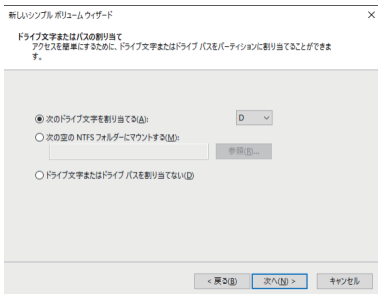 新しいシンプル ボリューム ウィザード
ドライブ文字またはパスの割り当て
アクセスを簡単にするために、ドライブ文字またはドライブ パスをパーティションに割り当てることができま
す。
次のドライブ文字を割り当てる(A): D
次の空の NTFS フォルダーにマウントする(M):
参照(R)...
ドライブ文字またはドライブ パスを割り当てない(D)
< 戻る(B) 次へ(N) > キャンセル